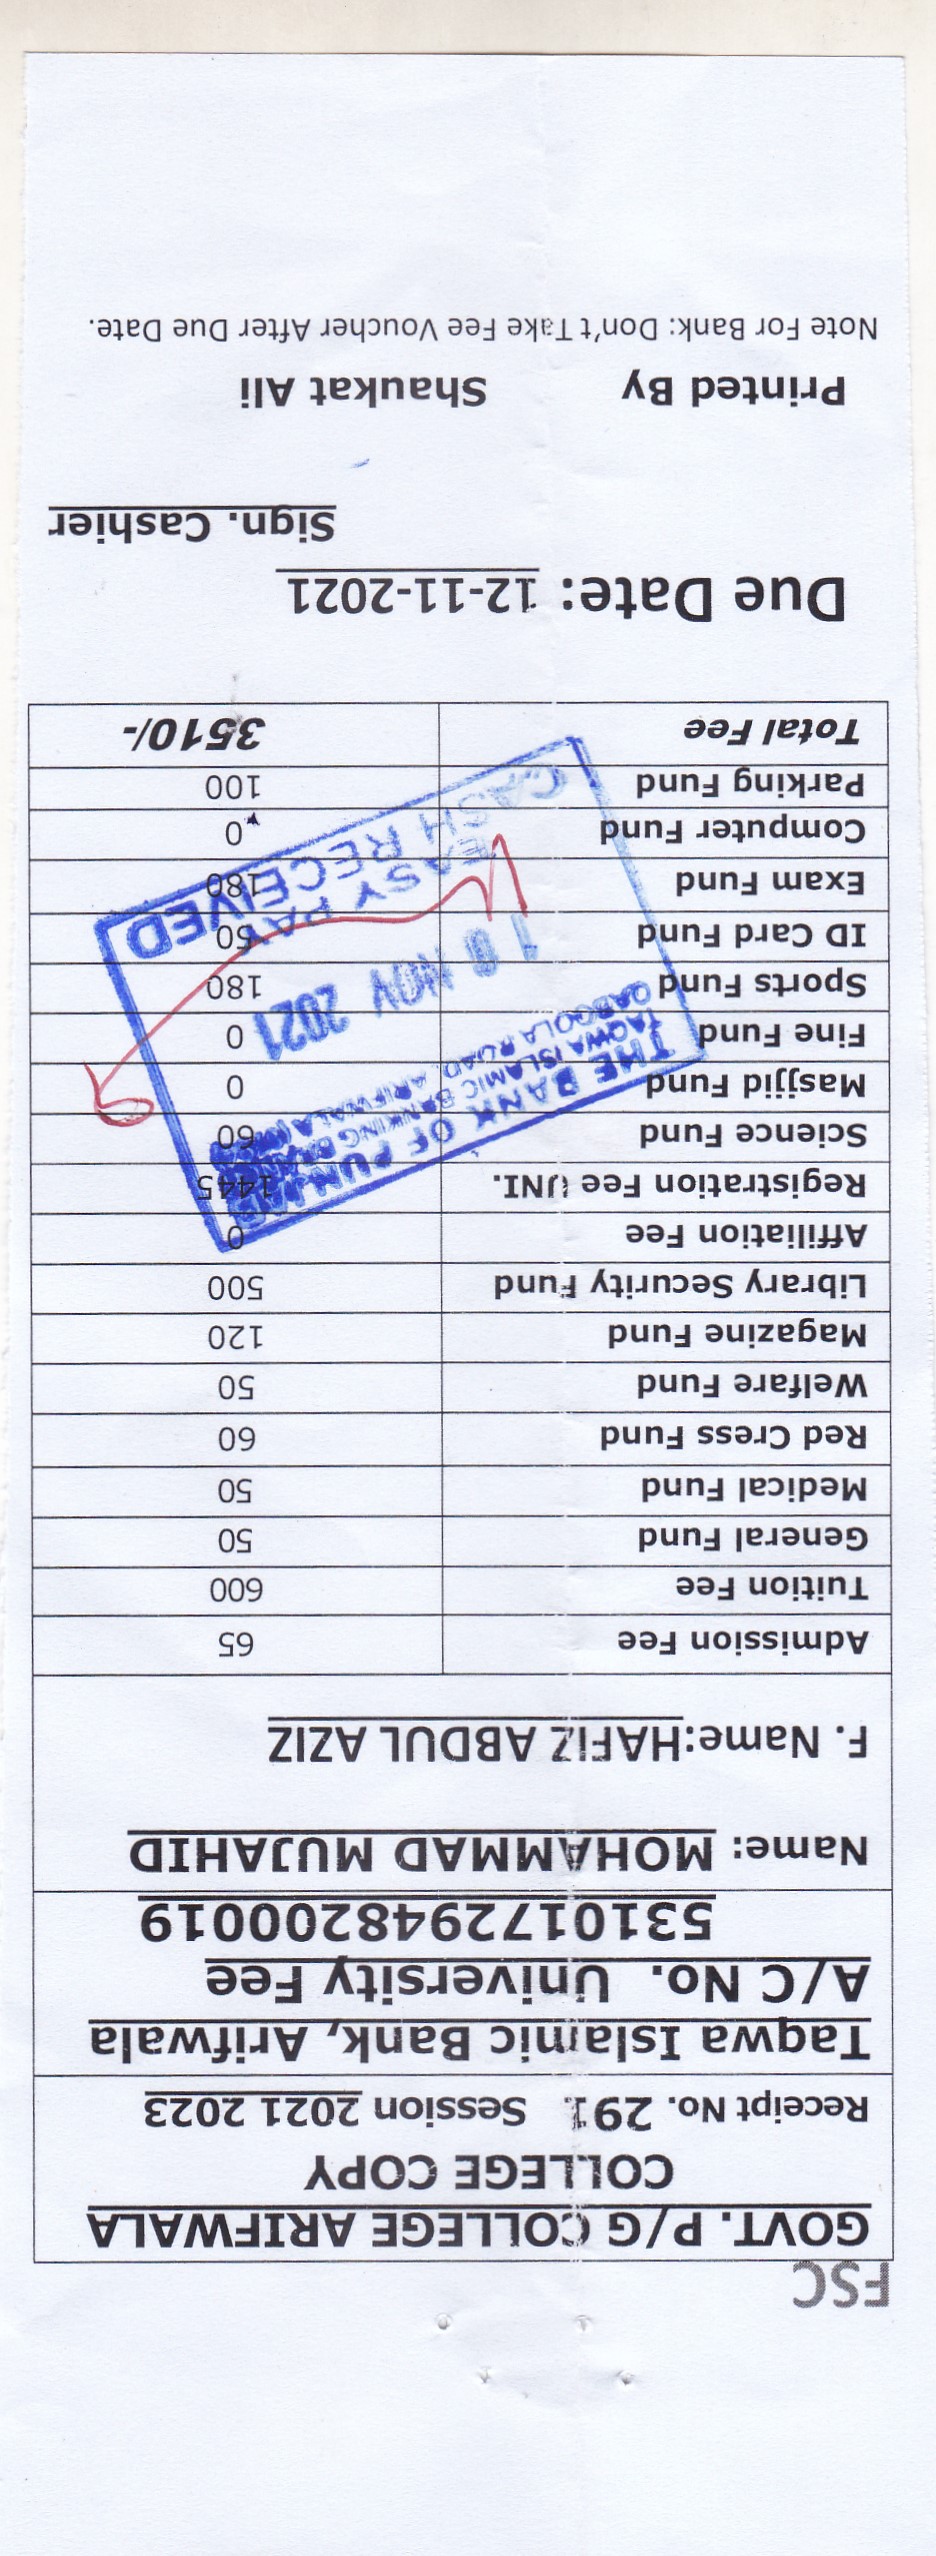 FSC
GOVT. P/G COLLEGE ARIFWALA
COLLEGE COPY
Receipt No. 291 Session 2021 2023
Taqwa Islamic Bank, Arifwala
A/C No. University Fee
5310172948200019
Name: MOHAMMAD MUJAHID
F. Name:HAFIZ ABDUL AZIZ
Admission Fee 65
Tuition Fee 600
General Fund 50
Medical Fund 50
Red Cress Fund 60
Welfare Fund 50
Magazine Fund 120
Library Security Fund 500
Affiliation Fee 0
Registration Fee UNI. 1445
Science Fund 60
Masjjid Fund 0
Fine Fund 0
Sports Fund 180
ID Card Fund 50
Exam Fund 180
Computer Fund 0
Parking Fund 100
Total Fee 3510/-
THE BANK OF PUNJAB
TAQWA ISLAMIC BANKING BRANCH
QABOOLA ROAD, ARIFWALA
NOV 2021
EASY PAY
CASH RECEIVED
Due Date: 12-11-2021
Sign. Cashier
Printed By Shaukat Ali
Note For Bank: Don't Take Fee Voucher After Due Date.